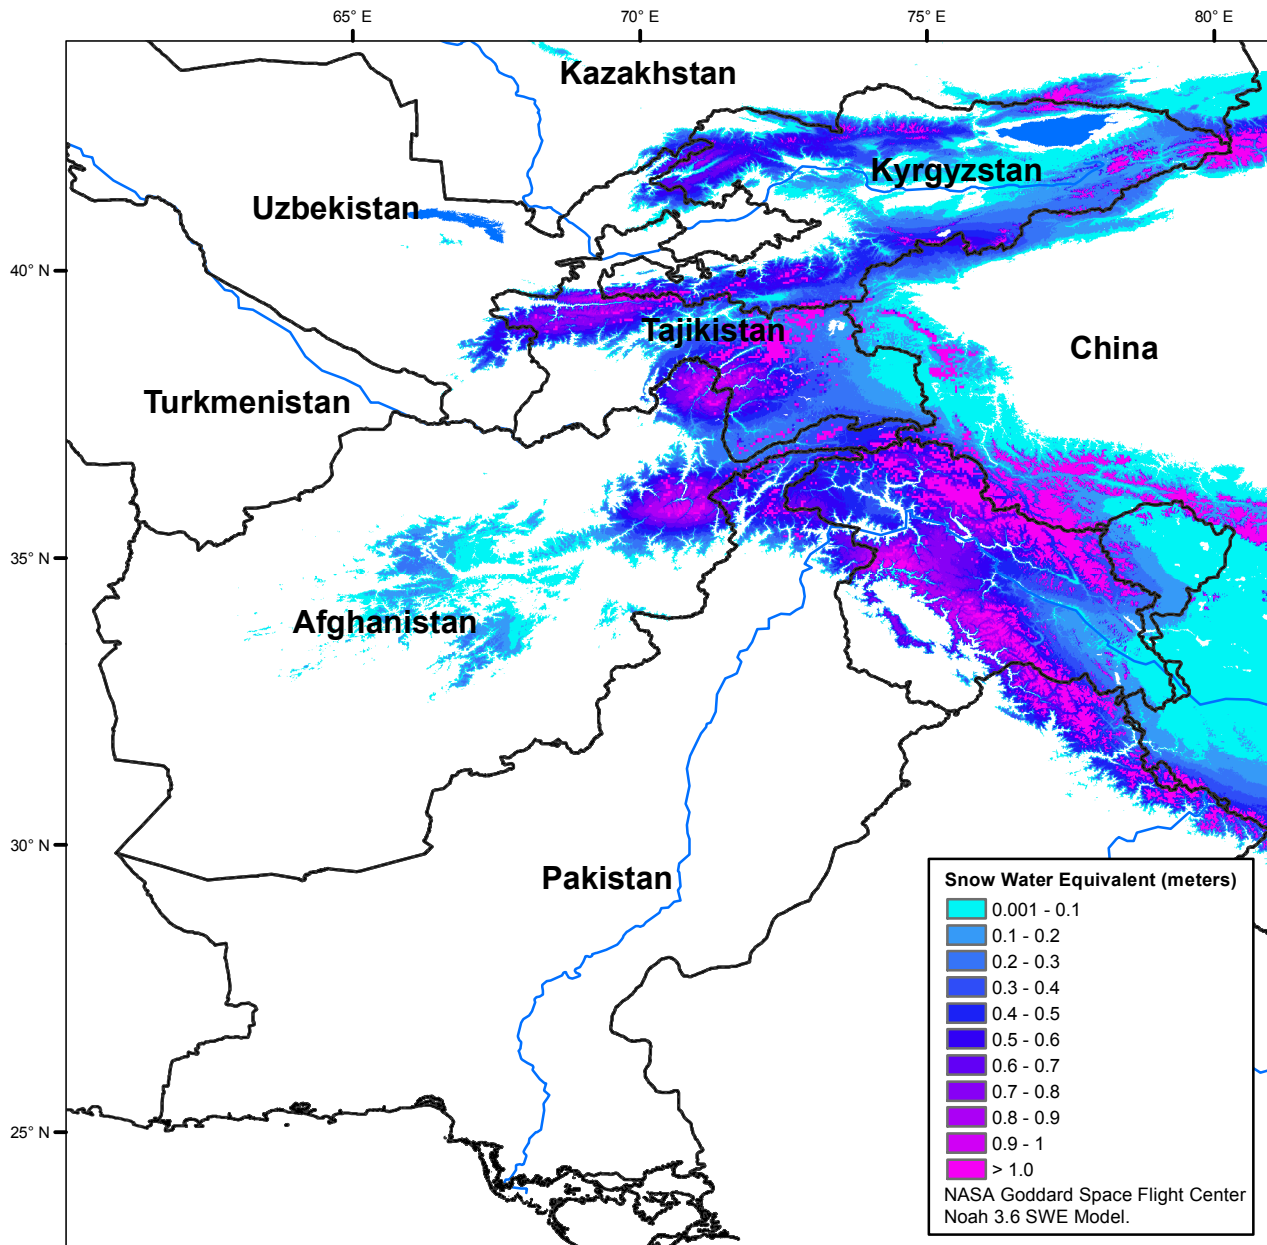 65° E
70° E
75° E
80° E
Kazakhstan
Kyrgyzstan
Uzbekistan
40° N
Tajikistan
China
Turkmenistan
35° N
Afghanistan
30° N
Pakistan
25° N
Snow Water Equivalent (meters)
0.001 - 0.1
0.1 - 0.2
0.2 - 0.3
0.3 - 0.4
0.4 - 0.5
0.5 - 0.6
0.6 - 0.7
0.7 - 0.8
0.8 - 0.9
0.9 - 1
> 1.0
NASA Goddard Space Flight Center
Noah 3.6 SWE Model.